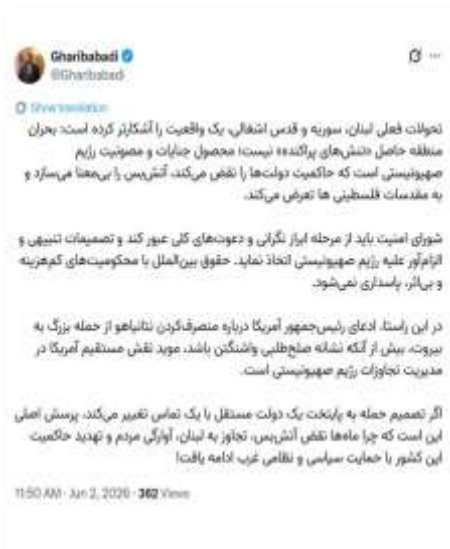 Gharibabadi
@Gharibabadi
Show translation
تحولات فعلی لبنان، سوریه و قدس اشغالی، یک واقعیت را آشکارتر کرده است: بحران
منطقه حاصل «تنش‌های پراکنده» نیست؛ محصول جنایات و مصونیت رژیم
صهیونیستی است که حاکمیت دولت‌ها را نقض می‌کند، آتش‌بس را بی‌معنا می‌سازد و
به مقدسات فلسطینی ها تعرض می‌کند.
شورای امنیت باید از مرحله ابراز نگرانی و دعوت‌های کلی عبور کند و تصمیمات تنبیهی و
الزام‌آور علیه رژیم صهیونیستی اتخاذ نماید. حقوق بین‌الملل با محکومیت‌های کم‌هزینه
و بی‌اثر، پاسداری نمی‌شود.
در این راستا، ادعای رئیس‌جمهور آمریکا درباره منصرف‌کردن نتانیاهو از حمله بزرگ به
بیروت، بیش از آنکه نشانه صلح‌طلبی واشنگتن باشد، موید نقش مستقیم آمریکا در
مدیریت تجاوزات رژیم صهیونیستی است.
اگر تصمیم حمله به پایتخت یک دولت مستقل با یک تماس تغییر می‌کند، پرسش اصلی
این است که چرا ماه‌ها نقض آتش‌بس، تجاوز به لبنان، آوارگی مردم و تهدید حاکمیت
این کشور با حمایت سیاسی و نظامی غرب ادامه یافت!
11:50 AM · Jun 2, 2026 · 362 Views